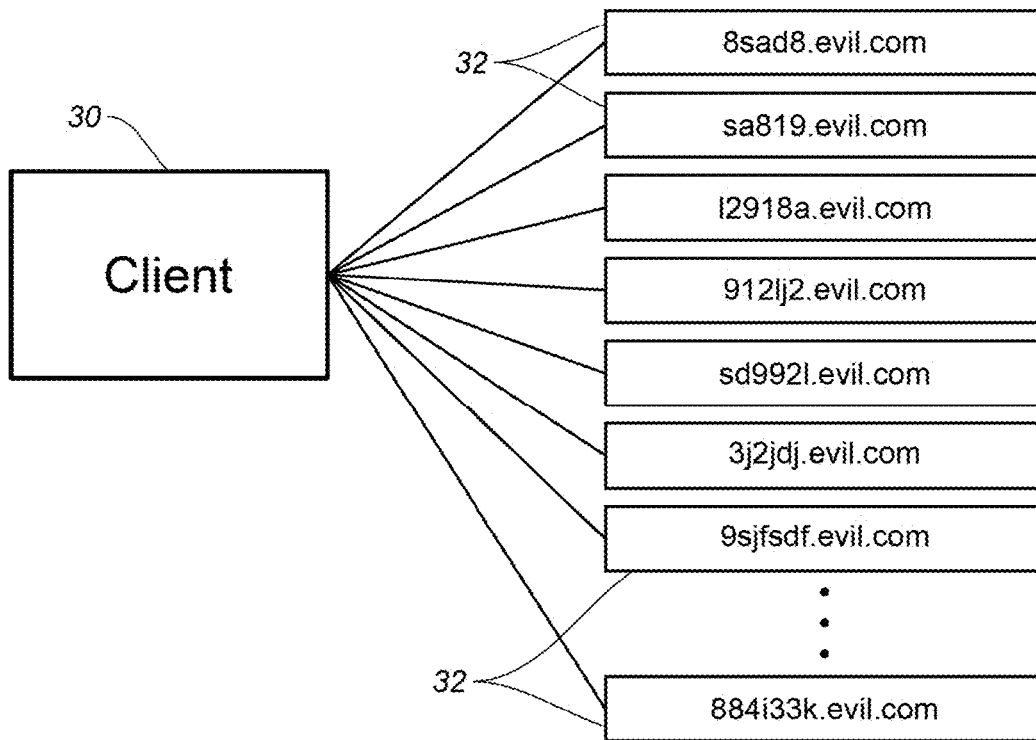 32
8sad8.evil.com
30
sa819.evil.com
Client
l2918a.evil.com
912lj2.evil.com
sd992l.evil.com
3j2jdj.evil.com
9sjfsdf.evil.com
32
884i33k.evil.com